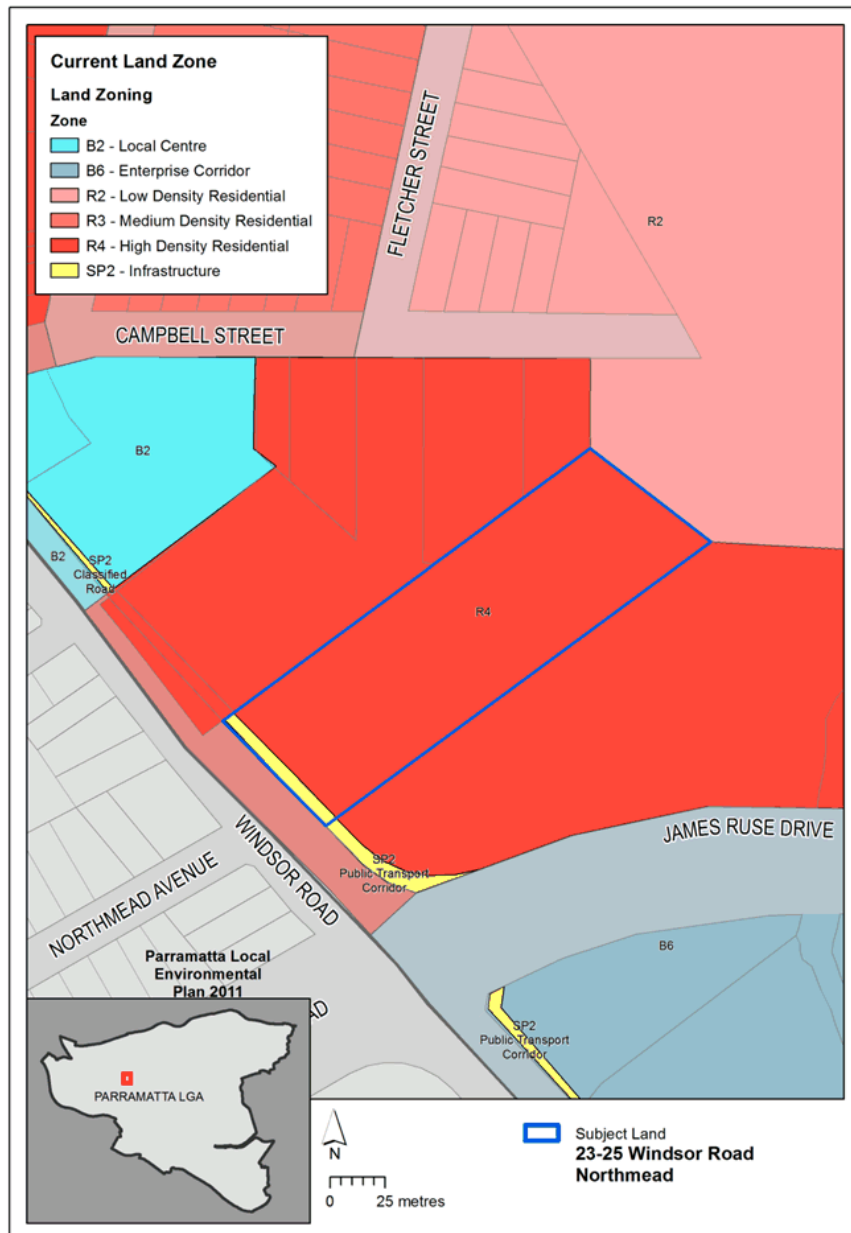 Current Land Zone
Land Zoning
Zone
B2 - Local Centre
B6 - Enterprise Corridor
R2 - Low Density Residential
R3 - Medium Density Residential
R4 - High Density Residential
SP2 - Infrastructure
FLETCHER STREET
R2
CAMPBELL STREET
B2
B2
SP2
Classified
Road
R4
JAMES RUSE DRIVE
WINDSOR ROAD
SP2
Public Transport
Corridor
NORTHMEAD AVENUE
B6
Parramatta Local
Environmental
Plan 2011
SP2
Public Transport
Corridor
PARRAMATTA LGA
N
0 25 metres
Subject Land
23-25 Windsor Road
Northmead